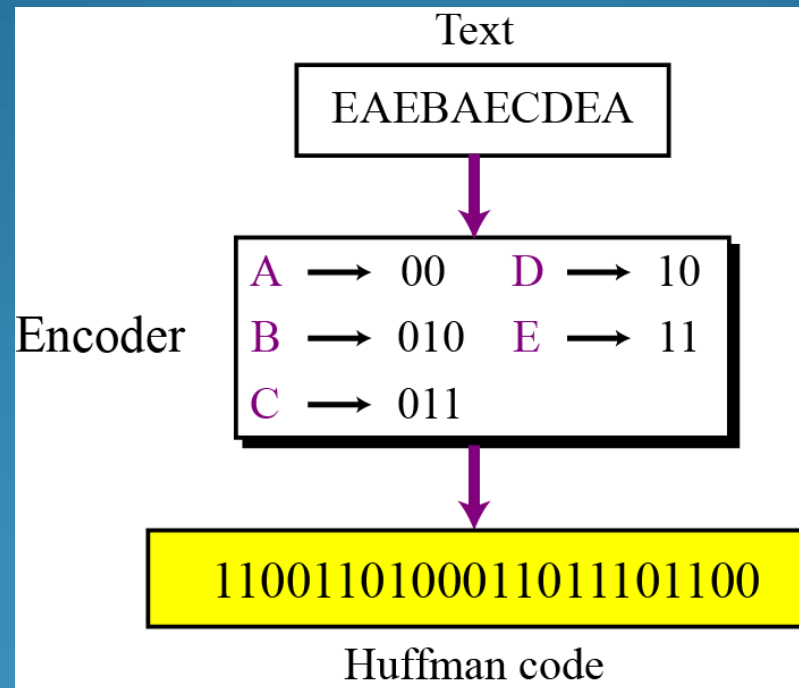 Text
EAEBAECDEA
A → 00 D → 10
Encoder B → 010 E → 11
C → 011
1100110100011011101100
Huffman code